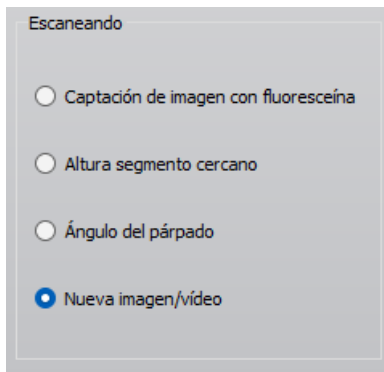 Escaneando
Captación de imagen con fluoresceína
Altura segmento cercano
Ángulo del párpado
Nueva imagen/vídeo